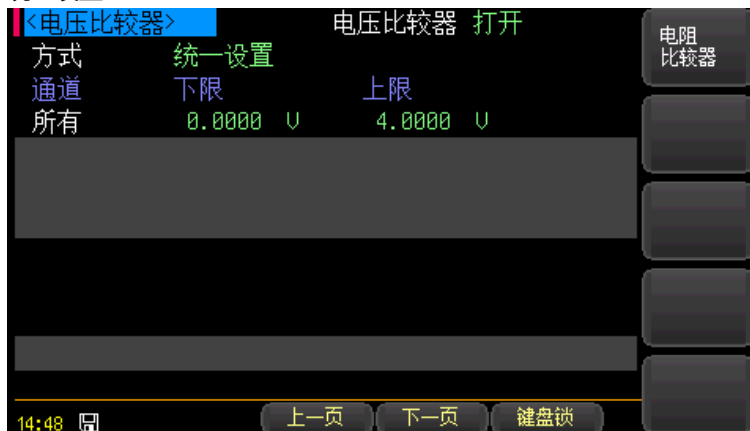 <电压比较器> 电压比较器 打开
方式 统一设置
通道 下限 上限
所有 0.0000 V 4.0000 V
电阻
比较器
14:48 上一页 下一页 键盘锁